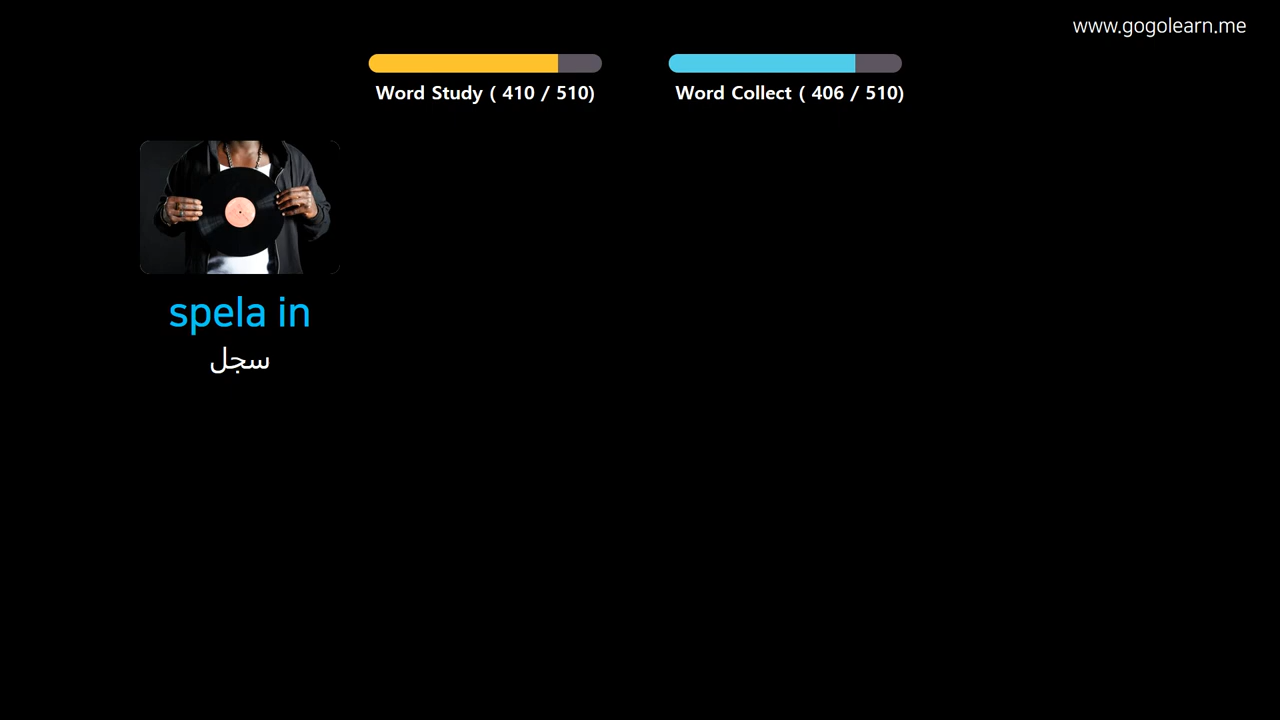 www.gogolearn.me
Word Study ( 410 / 510)
Word Collect ( 406 / 510)
spela in
سجل